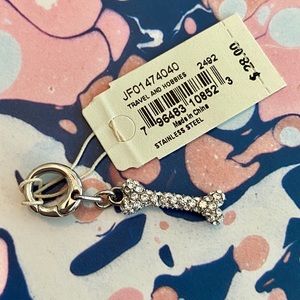 JF01474040
TRAVEL AND HOBBIES 2492
7 96483 10852 3
Made in China
STAINLESS STEEL
$ 28.00